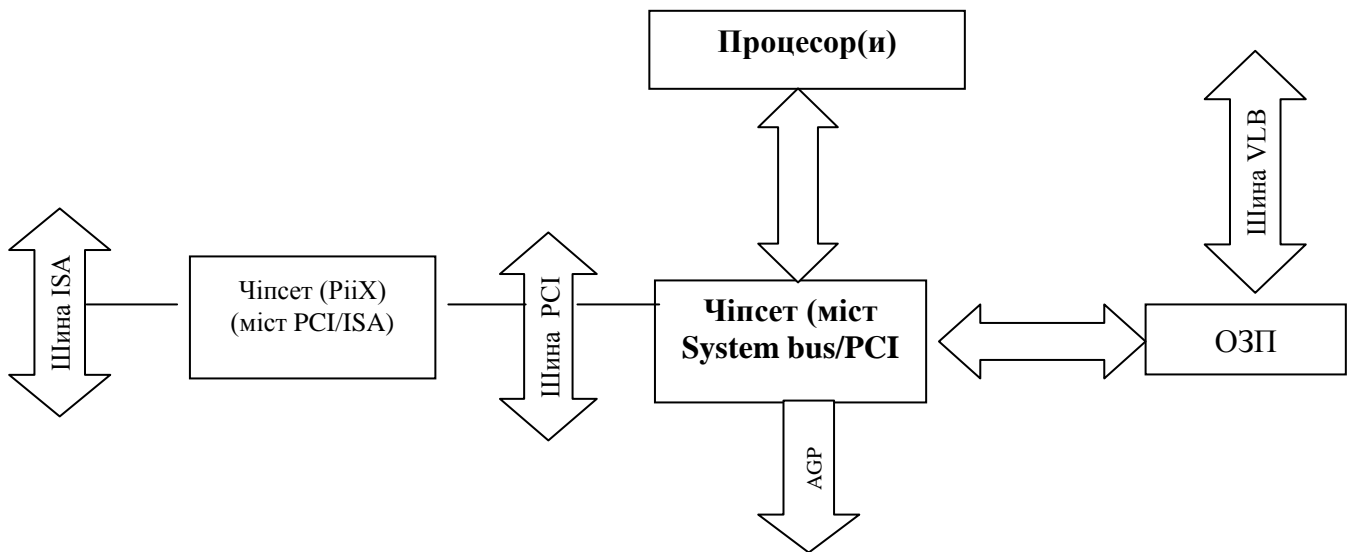 Процесор(и)
Шина VLB
Шина ISA
Чіпсет (PiiX)
(міст PCI/ISA)
Шина PCI
Чіпсет (міст
System bus/PCI
ОЗП
AGP